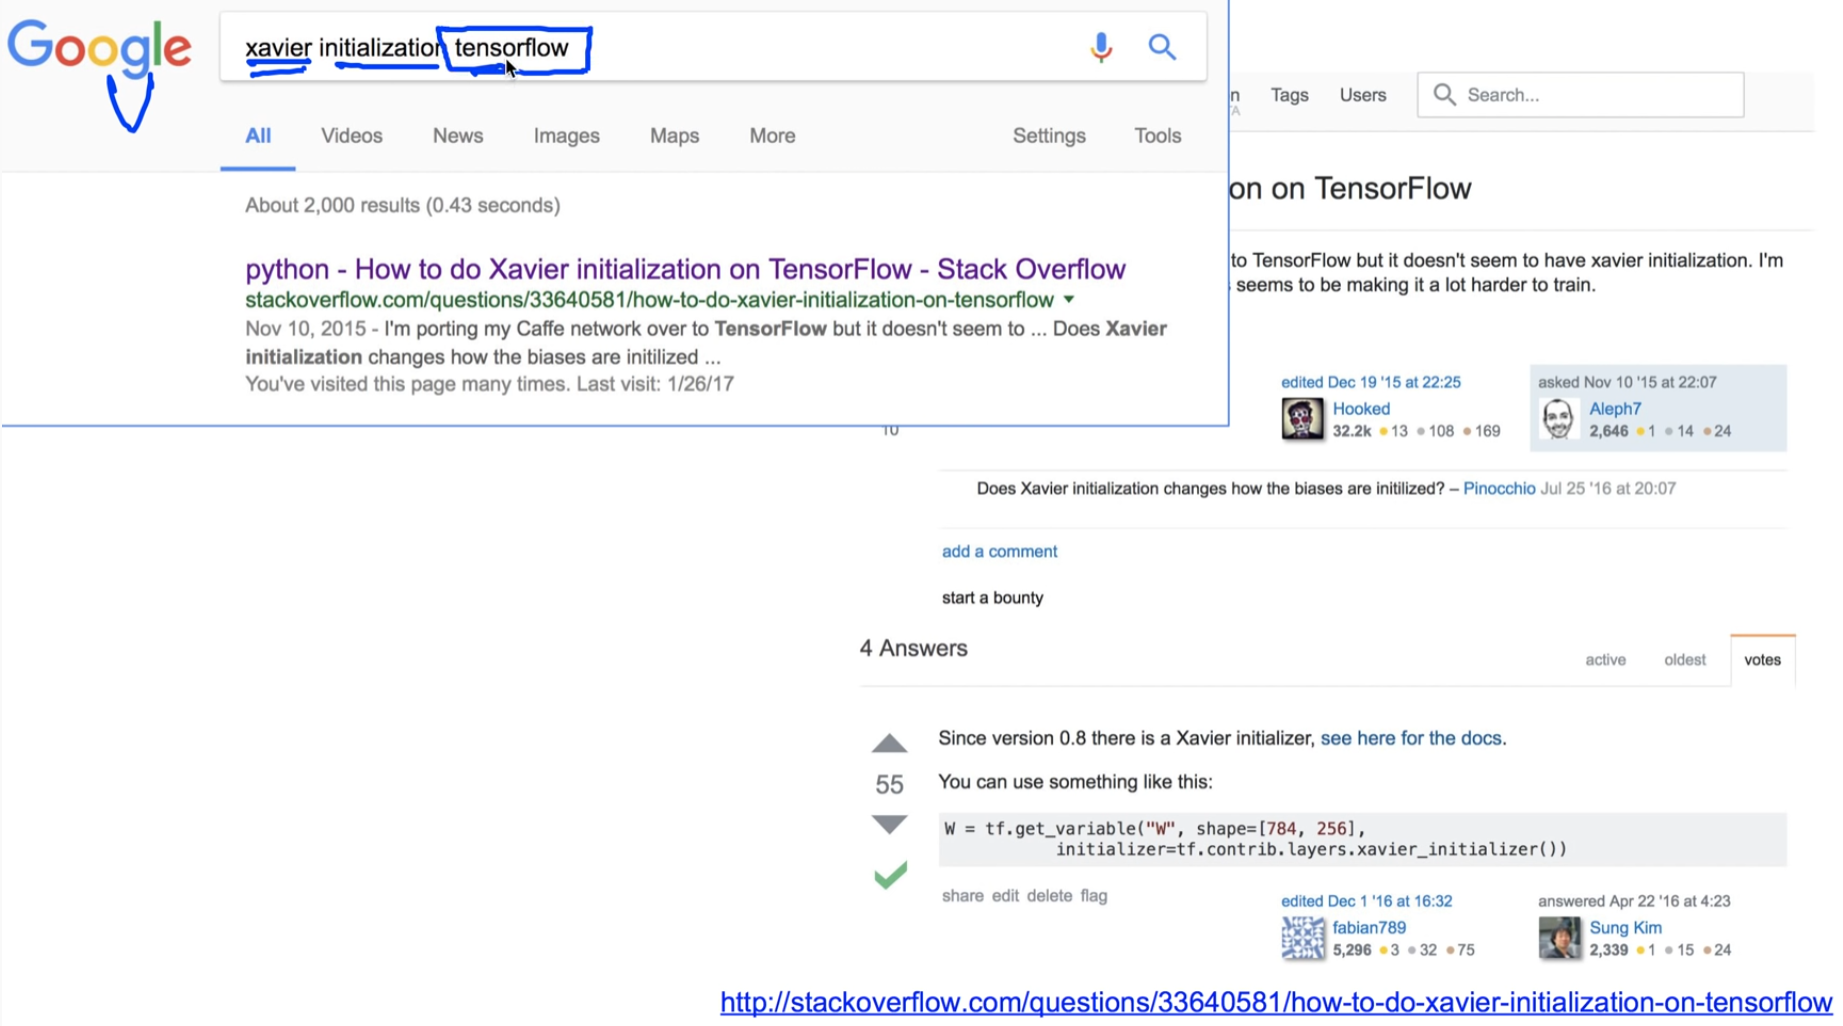 Google
xavier initialization tensorflow
All Videos News Images Maps More Settings Tools
About 2,000 results (0.43 seconds)
python - How to do Xavier initialization on TensorFlow - Stack Overflow
stackoverflow.com/questions/33640581/how-to-do-xavier-initialization-on-tensorflow
Nov 10, 2015 - I'm porting my Caffe network over to TensorFlow but it doesn't seem to ... Does Xavier
initialization changes how the biases are initilized ...
You've visited this page many times. Last visit: 1/26/17
n Tags Users Search...
TA
on on TensorFlow
to TensorFlow but it doesn't seem to have xavier initialization. I'm
seems to be making it a lot harder to train.
edited Dec 19 '15 at 22:25
Hooked
32.2k 13 108 169
asked Nov 10 '15 at 22:07
Aleph7
2,646 1 14 24
10
Does Xavier initialization changes how the biases are initilized? – Pinocchio Jul 25 '16 at 20:07
add a comment
start a bounty
4 Answers
active oldest votes
Since version 0.8 there is a Xavier initializer, see here for the docs.
55
You can use something like this:
W = tf.get_variable("W", shape=[784, 256],
initializer=tf.contrib.layers.xavier_initializer())
share edit delete flag
edited Dec 1 '16 at 16:32
fabian789
5,296 3 32 75
answered Apr 22 '16 at 4:23
Sung Kim
2,339 1 15 24
http://stackoverflow.com/questions/33640581/how-to-do-xavier-initialization-on-tensorflow